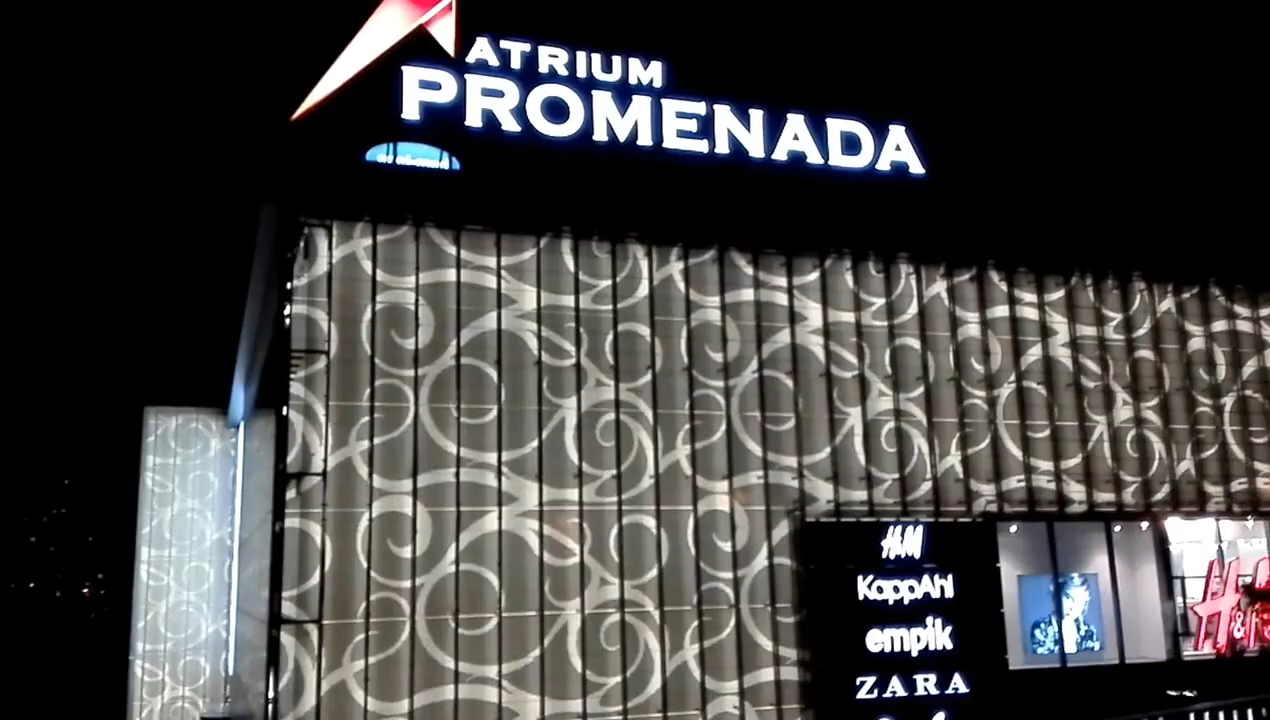 ATRIUM
PROMENADA
H&M
KappAhl
empik
ZARA
H&M